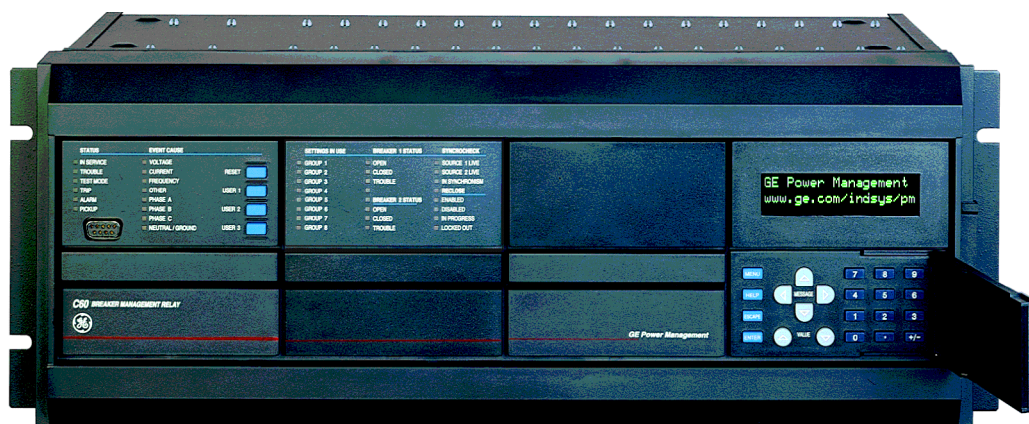 STATUS
IN SERVICE
TROUBLE
TEST MODE
TRIP
ALARM
PICKUP
EVENT CAUSE
VOLTAGE
CURRENT
FREQUENCY
OTHER
PHASE A
PHASE B
PHASE C
NEUTRAL/GROUND
RESET
USER 1
USER 2
USER 3
SETTINGS IN USE
GROUP 1
GROUP 2
GROUP 3
GROUP 4
GROUP 5
GROUP 6
GROUP 7
GROUP 8
BREAKER 1 STATUS
OPEN
CLOSED
TROUBLE
BREAKER 2 STATUS
OPEN
CLOSED
TROUBLE
SYNCROCHECK
SOURCE 1 LIVE
SOURCE 2 LIVE
IN SYNCHRONISM
RECLOSE
ENABLED
DISABLED
IN PROGRESS
LOCKED OUT
GE Power Management
www.ge.com/indsys/pm
C60 BREAKER MANAGEMENT RELAY
GE
GE Power Management
MENU
HELP
ESCAPE
ENTER
MESSAGE
VALUE
7 8 9
4 5 6
1 2 3
0 . +/-